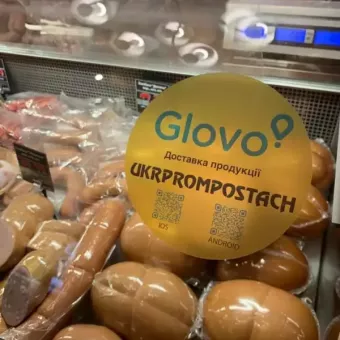 Glovo
Доставка продукції
UKRPROMPOSTACH
IOS
ANDROID